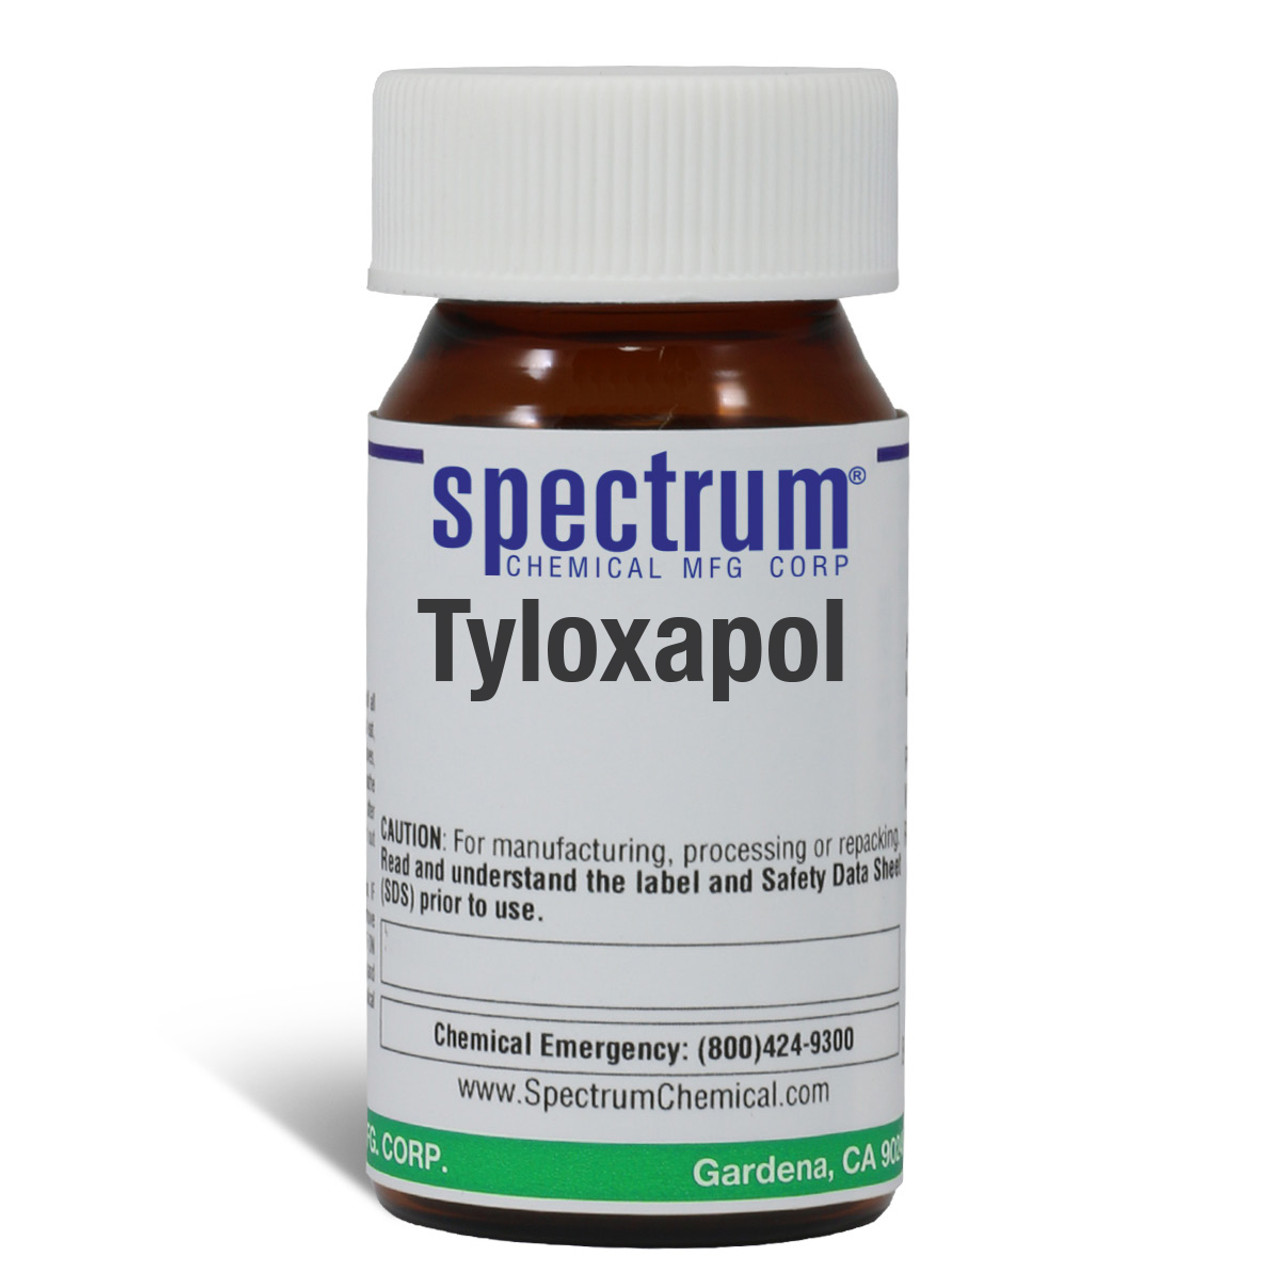 spectrum®
CHEMICAL MFG CORP
Tyloxapol
CAUTION: For manufacturing, processing or repacking.
Read and understand the label and Safety Data Sheet
(SDS) prior to use.
Chemical Emergency: (800)424-9300
www.SpectrumChemical.com
CORP.
Gardena, CA